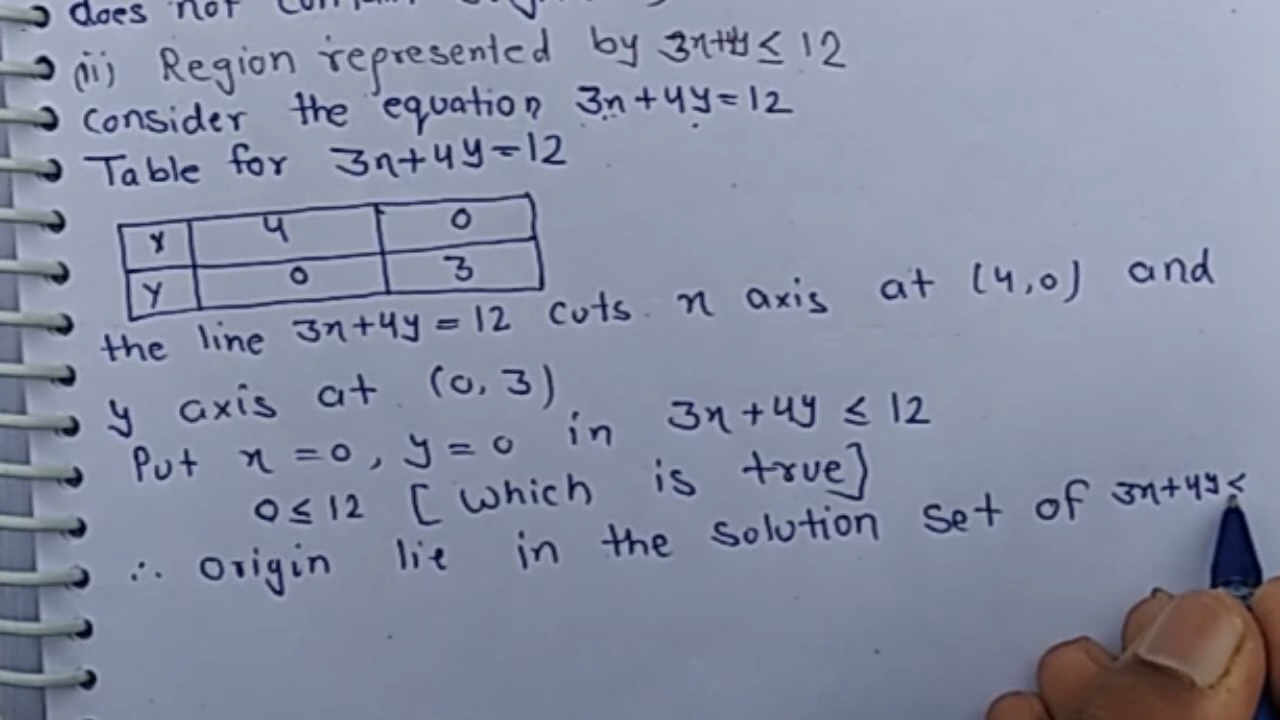 does not
(ii) Region represented by 3x+4y ≤ 12
consider the equation 3x+4y=12
Table for 3x+4y=12
x 4 0
y 0 3
the line 3x+4y=12 cuts x axis at (4,0) and
y axis at (0,3)
Put x=0, y=0 in 3x+4y ≤ 12
0≤12 [which is true]
∴ origin lie in the solution set of 3x+4y≤